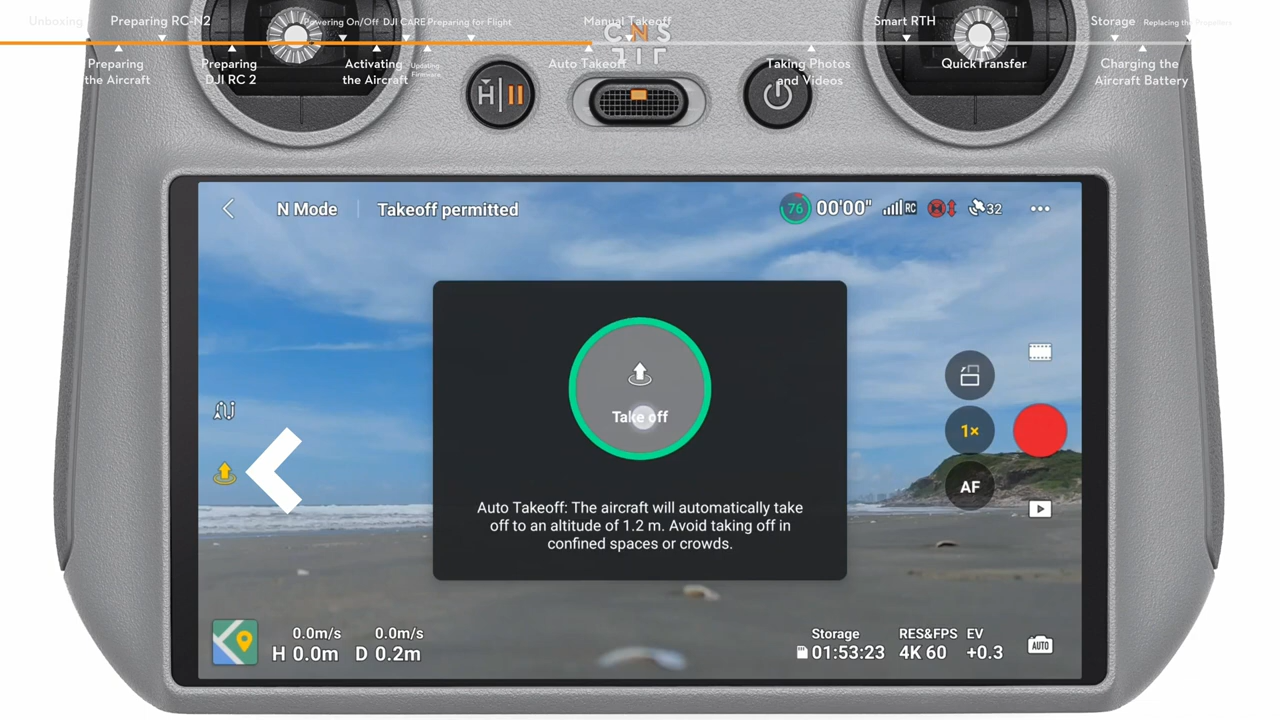 Unboxing
Preparing RC-N2
Powering On/Off
DJI CARE
Preparing for Flight
Manual Takeoff
Smart RTH
Storage
Replacing the Propellers
Preparing
the Aircraft
Preparing
DJI RC 2
Activating
the Aircraft
Updating
Firmware
Auto Takeoff
Taking Photos
and Videos
QuickTransfer
Charging the
Aircraft Battery
C N S
H
N Mode
Takeoff permitted
76
00'00"
RC
32
Take off
1×
AF
Auto Takeoff: The aircraft will automatically take
off to an altitude of 1.2 m. Avoid taking off in
confined spaces or crowds.
0.0m/s 0.0m/s
H 0.0m D 0.2m
Storage RES&FPS EV
01:53:23 4K 60 +0.3
AUTO